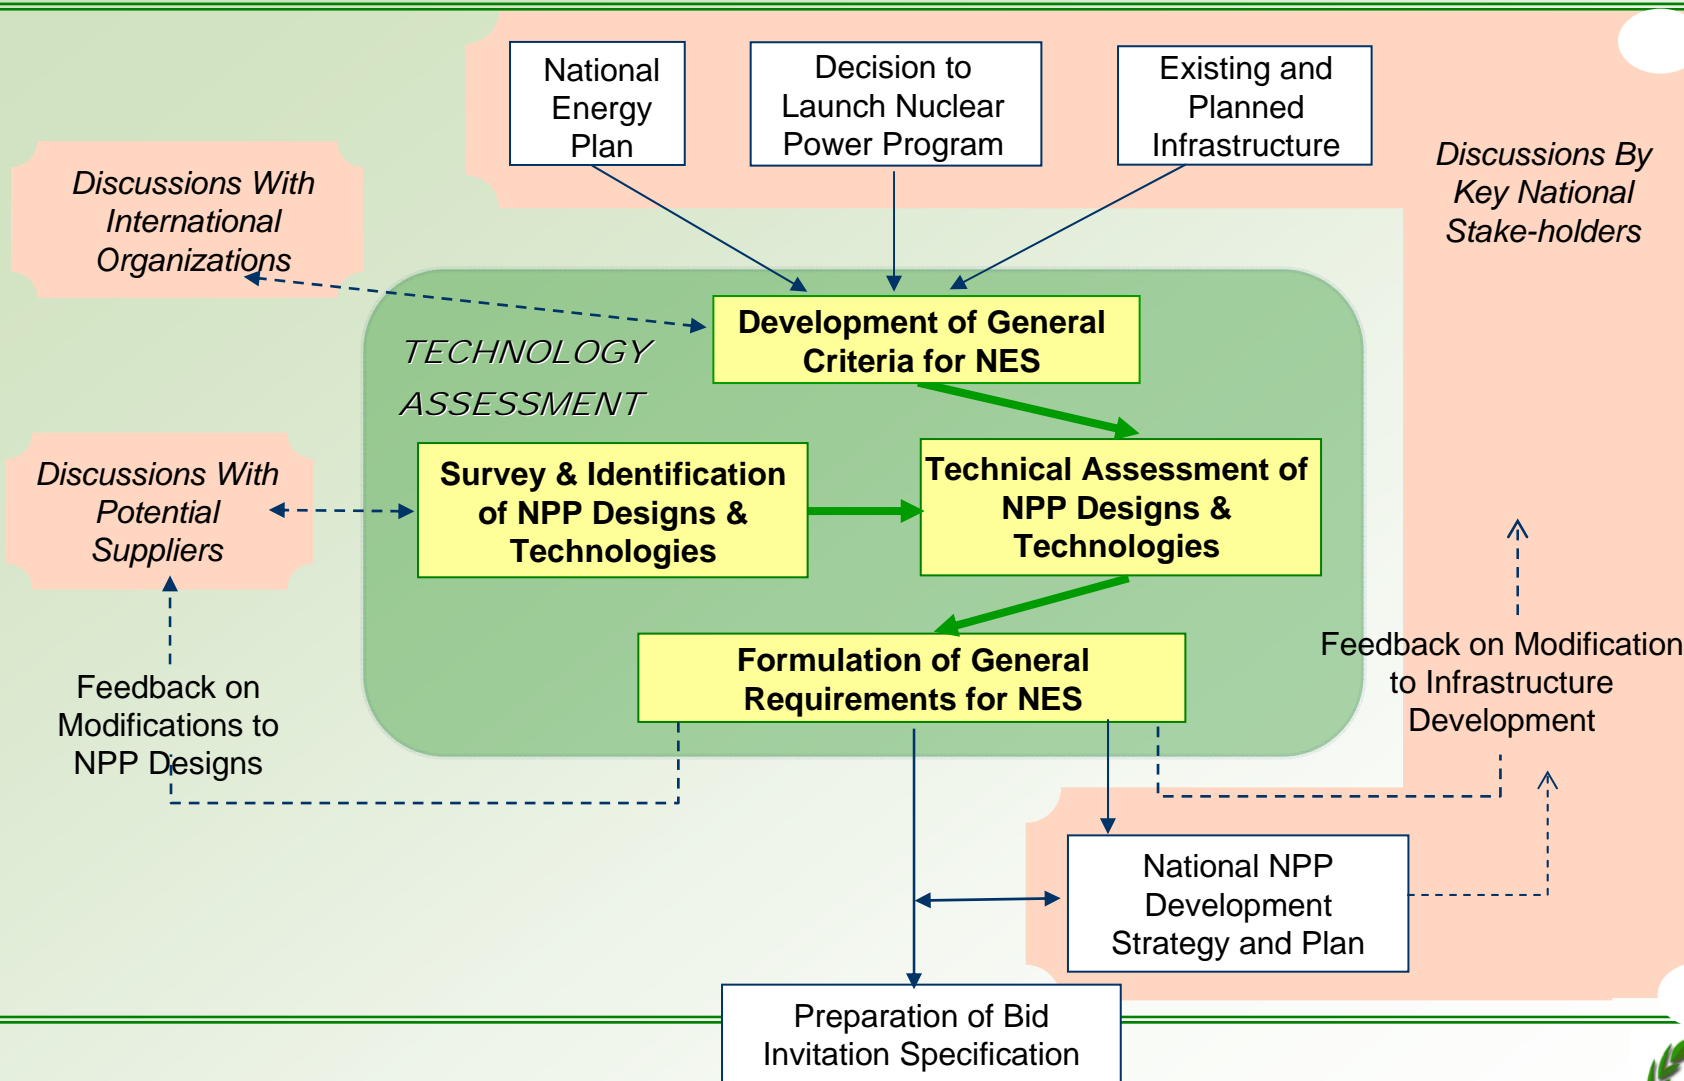 National
Energy
Plan
Decision to
Launch Nuclear
Power Program
Existing and
Planned
Infrastructure
Discussions By
Key National
Stake-holders
Discussions With
International
Organizations
TECHNOLOGY
ASSESSMENT
Development of General
Criteria for NES
Discussions With
Potential
Suppliers
Survey & Identification
of NPP Designs &
Technologies
Technical Assessment of
NPP Designs &
Technologies
Formulation of General
Requirements for NES
Feedback on
Modifications to
NPP Designs
Feedback on Modification
to Infrastructure
Development
National NPP
Development
Strategy and Plan
Preparation of Bid
Invitation Specification